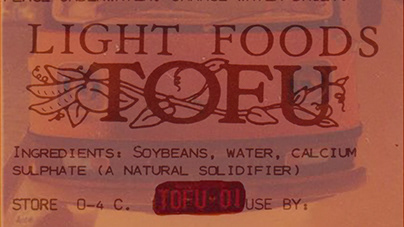 LIGHT FOODS
TOFU
INGREDIENTS: SOYBEANS, WATER, CALCIUM
SULPHATE (A NATURAL SOLIDIFIER)
STORE 0-4 C. TOFU-01 USE BY: